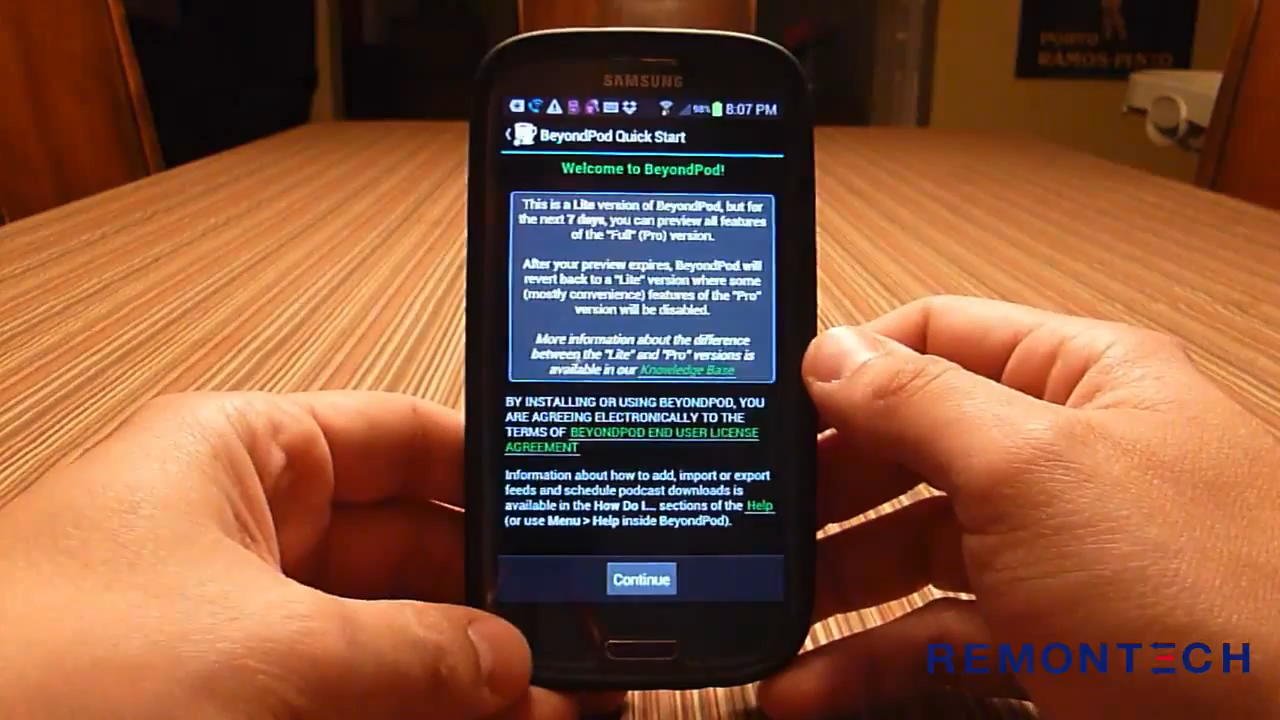 PORTO
RAMOS-PINTO
SAMSUNG
98% 8:07 PM
BeyondPod Quick Start
Welcome to BeyondPod!
This is a Lite version of BeyondPod, but for
the next 7 days, you can preview all features
of the "Full" (Pro) version.
After your preview expires, BeyondPod will
revert back to a "Lite" version where some
(mostly convenience) features of the "Pro"
version will be disabled.
More information about the difference
between the "Lite" and "Pro" versions is
available in our Knowledge Base
BY INSTALLING OR USING BEYONDPOD, YOU
ARE AGREEING ELECTRONICALLY TO THE
TERMS OF BEYONDPOD END USER LICENSE
AGREEMENT
Information about how to add, import or export
feeds and schedule podcast downloads is
available in the How Do I... sections of the Help
(or use Menu > Help inside BeyondPod).
Continue
REMONTECH